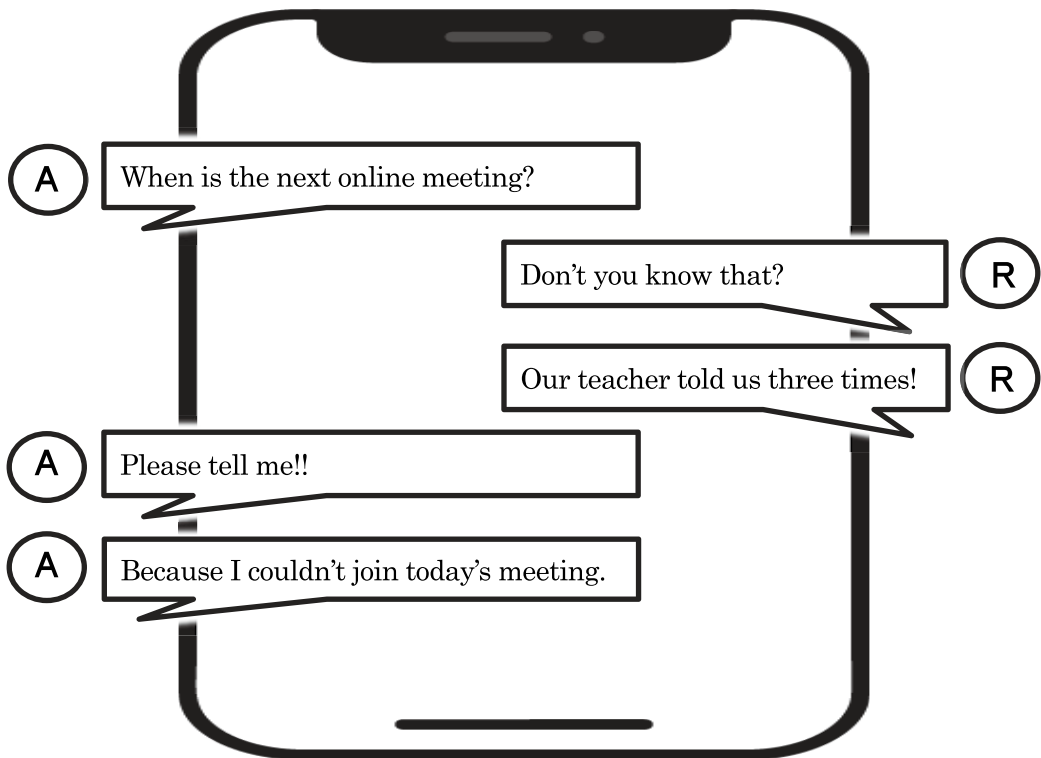 A
When is the next online meeting?
Don't you know that?
R
Our teacher told us three times!
R
A
Please tell me!!
A
Because I couldn't join today's meeting.